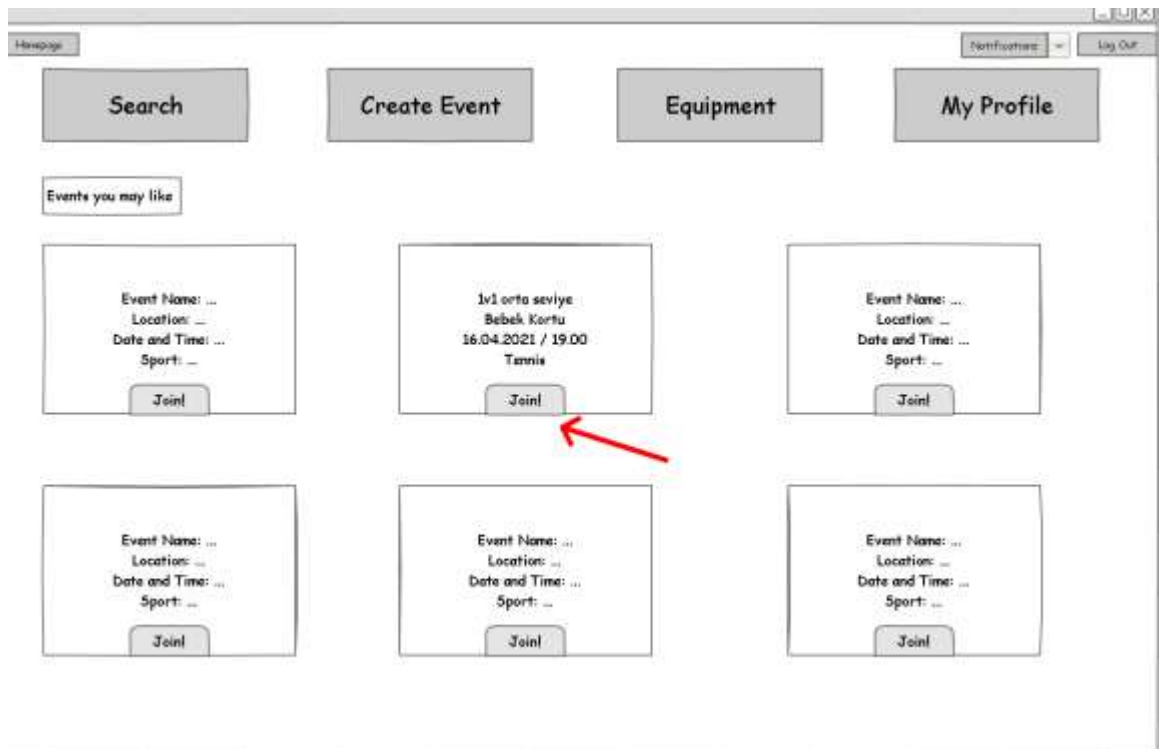 Homepage
Notifications
Log Out
Search
Create Event
Equipment
My Profile
Events you may like
Event Name: ...
Location: ...
Date and Time: ...
Sport: ...
Join!
1v1 orta seviye
Bebek Kortu
16.04.2021 / 19.00
Tennis
Join!
Event Name: ...
Location: ...
Date and Time: ...
Sport: ...
Join!
Event Name: ...
Location: ...
Date and Time: ...
Sport: ...
Join!
Event Name: ...
Location: ...
Date and Time: ...
Sport: ...
Join!
Event Name: ...
Location: ...
Date and Time: ...
Sport: ...
Join!